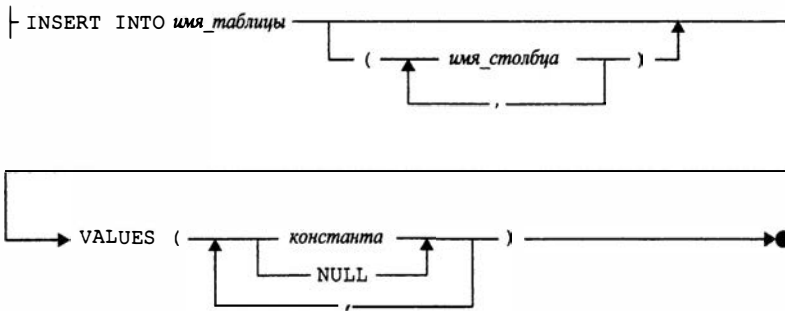 INSERT INTO имя_таблицы
( имя_столбца )
,
VALUES ( константа )
NULL
,